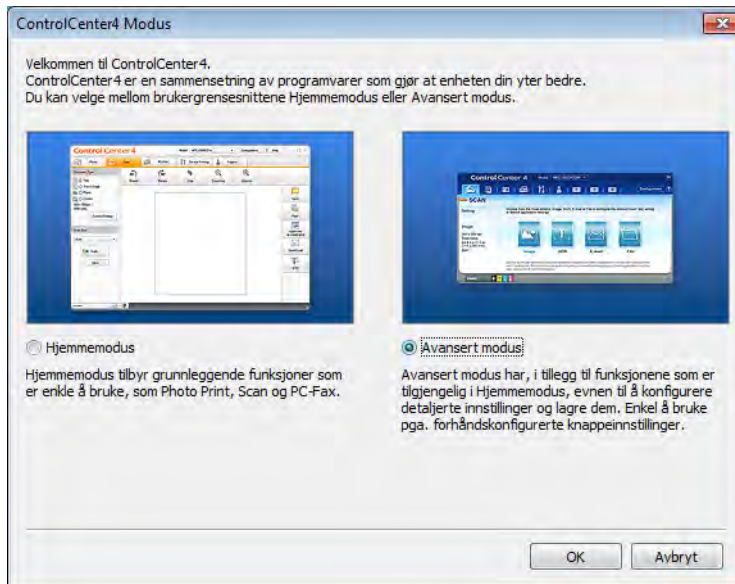 ControlCenter4 Modus
Velkommen til ControlCenter4.
ControlCenter4 er en sammensetning av programvarer som gjør at enheten din yter bedre.
Du kan velge mellom brukergrensesnittene Hjemmemodus eller Avansert modus.
Control Center 4
Control Center 4
SCAN
Hjemmemodus
Avansert modus
Hjemmemodus tilbyr grunnleggende funksjoner som
er enkle å bruke, som Photo Print, Scan og PC-Fax.
Avansert modus har, i tillegg til funksjonene som er
tilgjengelig i Hjemmemodus, evnen til å konfigurere
detaljerte innstillinger og lagre dem. Enkel å bruke
pga. forhåndskonfigurerte knappeinnstillinger.
OK
Avbryt